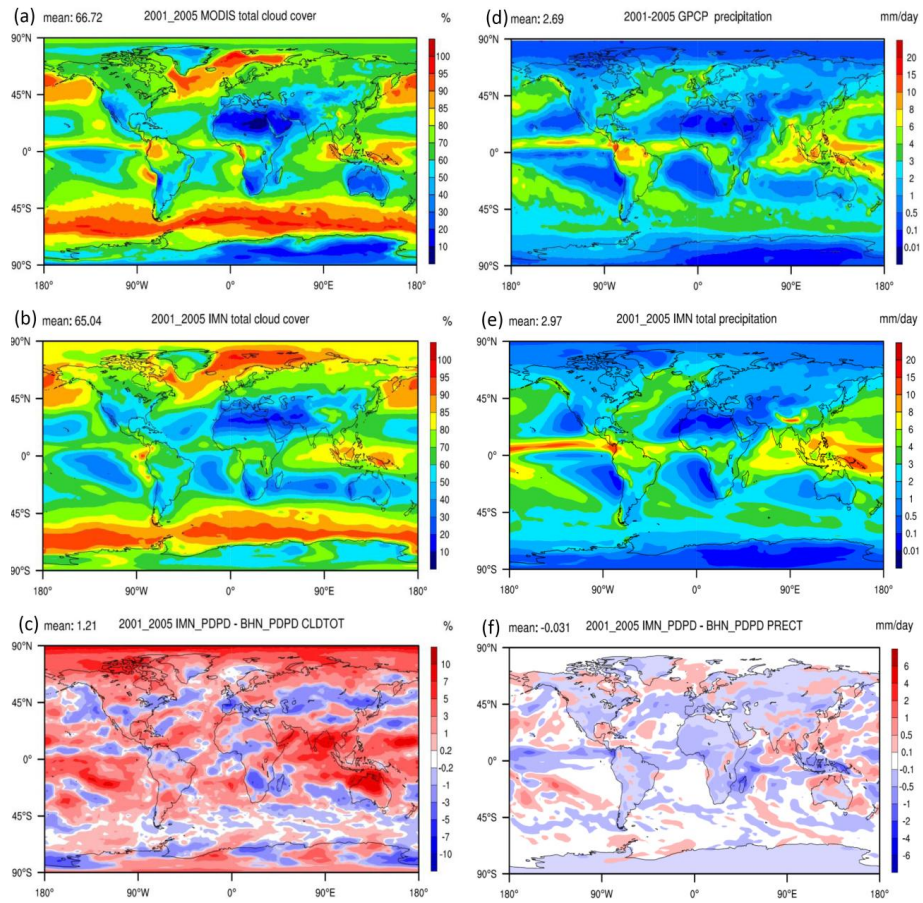 (a) mean: 66.72 2001_2005 MODIS total cloud cover %
90°N
45°N
0°
45°S
90°S
180° 90°W 0° 90°E 180°
100
95
90
85
80
70
60
50
40
30
20
10
(d) mean: 2.69 2001-2005 GPCP precipitation mm/day
90°N
45°N
0°
45°S
90°S
180° 90°W 0° 90°E 180°
20
15
10
8
6
4
3
2
1
0.5
0.1
0.01
(b) mean: 65.04 2001_2005 IMN total cloud cover %
90°N
45°N
0°
45°S
90°S
180° 90°W 0° 90°E 180°
100
95
90
85
80
70
60
50
40
30
20
10
(e) mean: 2.97 2001_2005 IMN total precipitation mm/day
90°N
45°N
0°
45°S
90°S
180° 90°W 0° 90°E 180°
20
15
10
8
6
4
3
2
1
0.5
0.1
0.01
(c) mean: 1.21 2001_2005 IMN_PDPD - BHN_PDPD CLDTOT %
90°N
45°N
0°
45°S
90°S
180° 90°W 0° 90°E 180°
10
7
5
3
1
0.2
-0.2
-1
-3
-5
-7
-10
(f) mean: -0.031 2001_2005 IMN_PDPD - BHN_PDPD PRECT mm/day
90°N
45°N
0°
45°S
90°S
180° 90°W 0° 90°E 180°
6
4
2
1
0.5
0.1
-0.1
-0.5
-1
-2
-4
-6